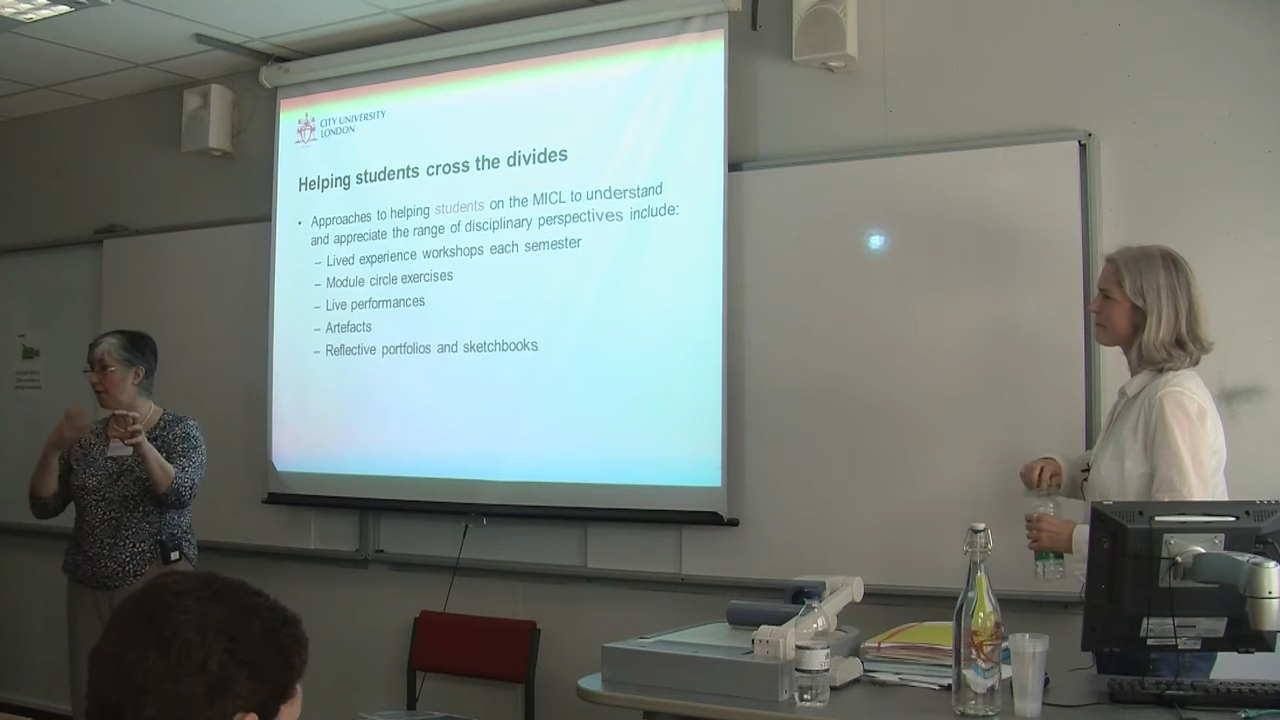 CITY UNIVERSITY
LONDON
Helping students cross the divides
• Approaches to helping students on the MICL to understand
and appreciate the range of disciplinary perspectives include:
– Lived experience workshops each semester
– Module circle exercises
– Live performances
– Artefacts
– Reflective portfolios and sketchbooks